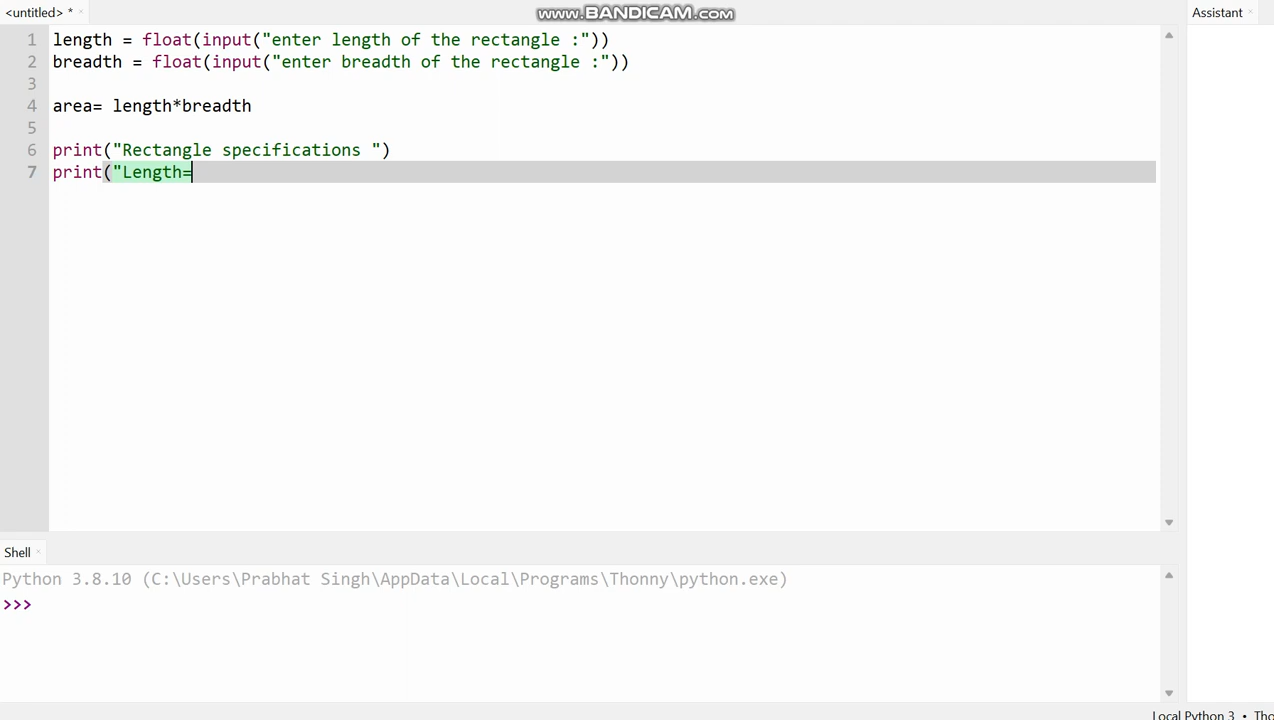 <untitled> *
www.BANDICAM.com
Assistant
1 length = float(input("enter length of the rectangle :"))
2 breadth = float(input("enter breadth of the rectangle :"))
3
4 area= length*breadth
5
6 print("Rectangle specifications ")
7 print("Length=
Shell
Python 3.8.10 (C:\Users\Prabhat Singh\AppData\Local\Programs\Thonny\python.exe)
>>>
Local Python 3 • Tho